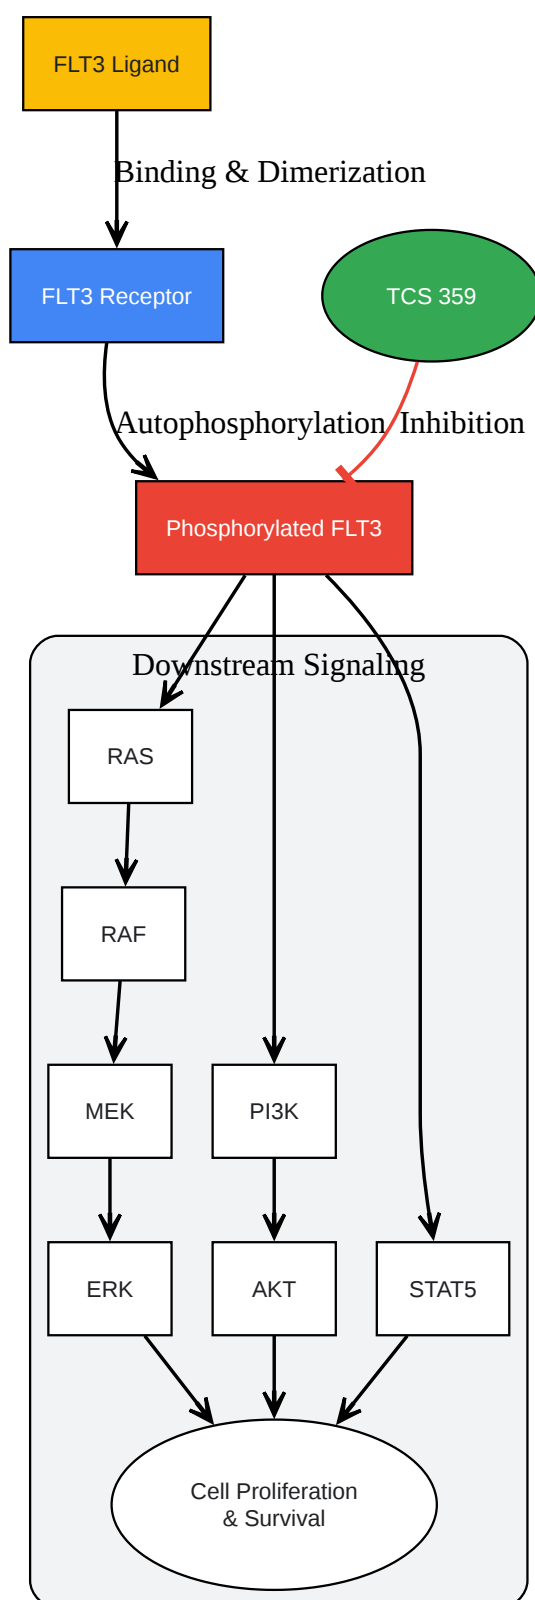 FLT3 Ligand
Binding & Dimerization
FLT3 Receptor
TCS 359
Autophosphorylation
Inhibition
Phosphorylated FLT3
Downstream Signaling
RAS
RAF
MEK
PI3K
ERK
AKT
STAT5
Cell Proliferation
& Survival